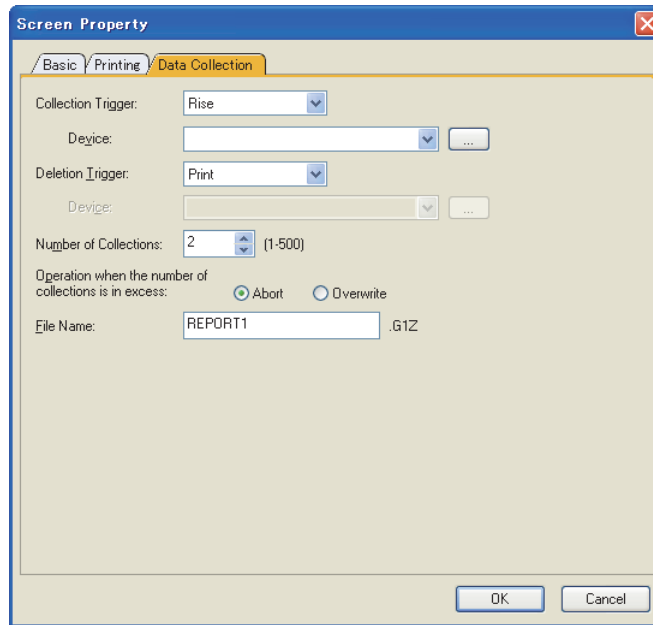 Screen Property
Basic Printing Data Collection
Collection Trigger: Rise
Device: ...
Deletion Trigger: Print
Device: ...
Number of Collections: 2 (1-500)
Operation when the number of
collections is in excess: Abort Overwrite
File Name: REPORT1 .G1Z
OK Cancel